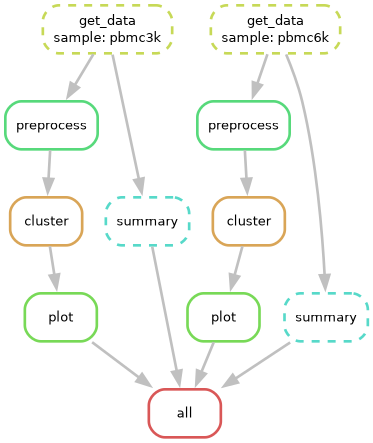 get_data
sample: pbmc3k
get_data
sample: pbmc6k
preprocess
preprocess
cluster
summary
cluster
plot
plot
summary
all